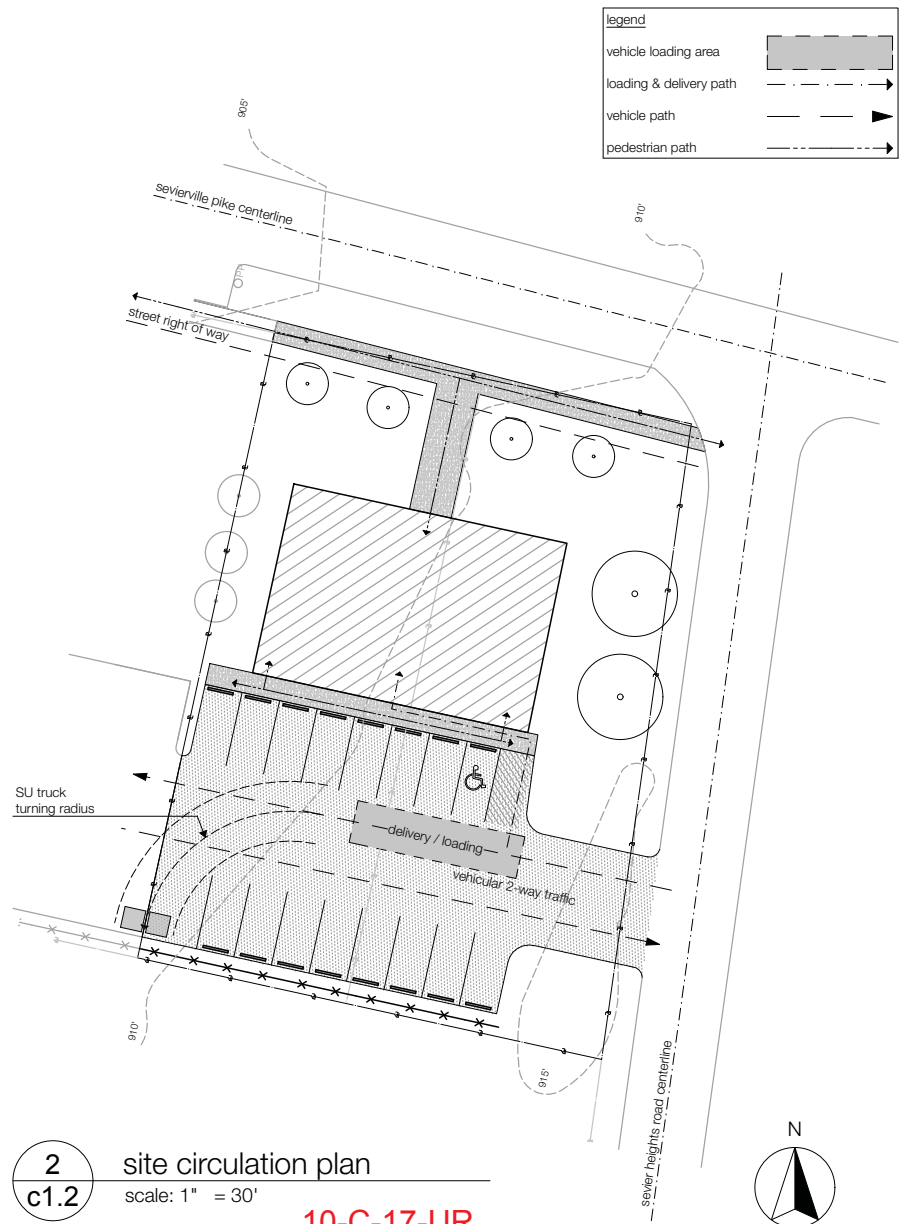 legend
vehicle loading area
loading & delivery path
vehicle path
pedestrian path
905'
sevierville pike centerline
910'
PP
street right of way
SU truck
turning radius
delivery / loading
vehicular 2-way traffic
910'
915'
sevier heights road centerline
N
2
c1.2
site circulation plan
scale: 1" = 30'
10-C-17-UR